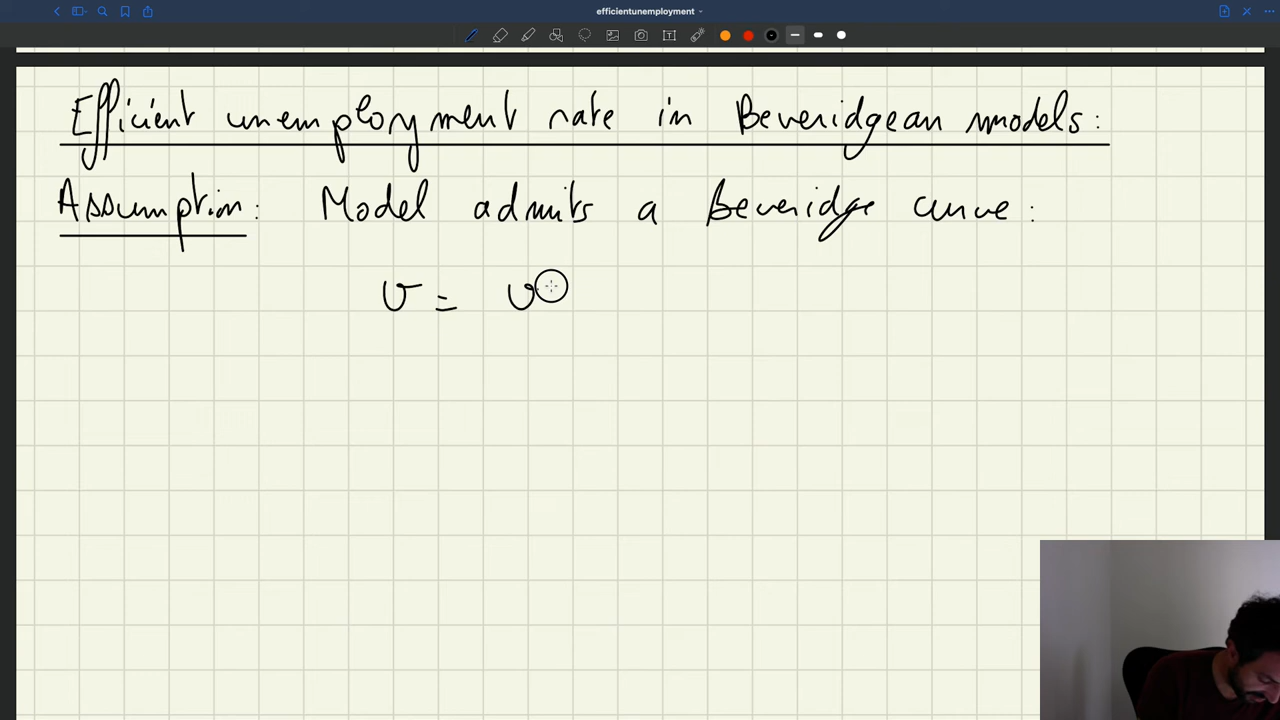 efficientunemployment
Efficient unemployment rate in Beveridgean models:
Assumption: Model admits a Beveridge curve:
v = v